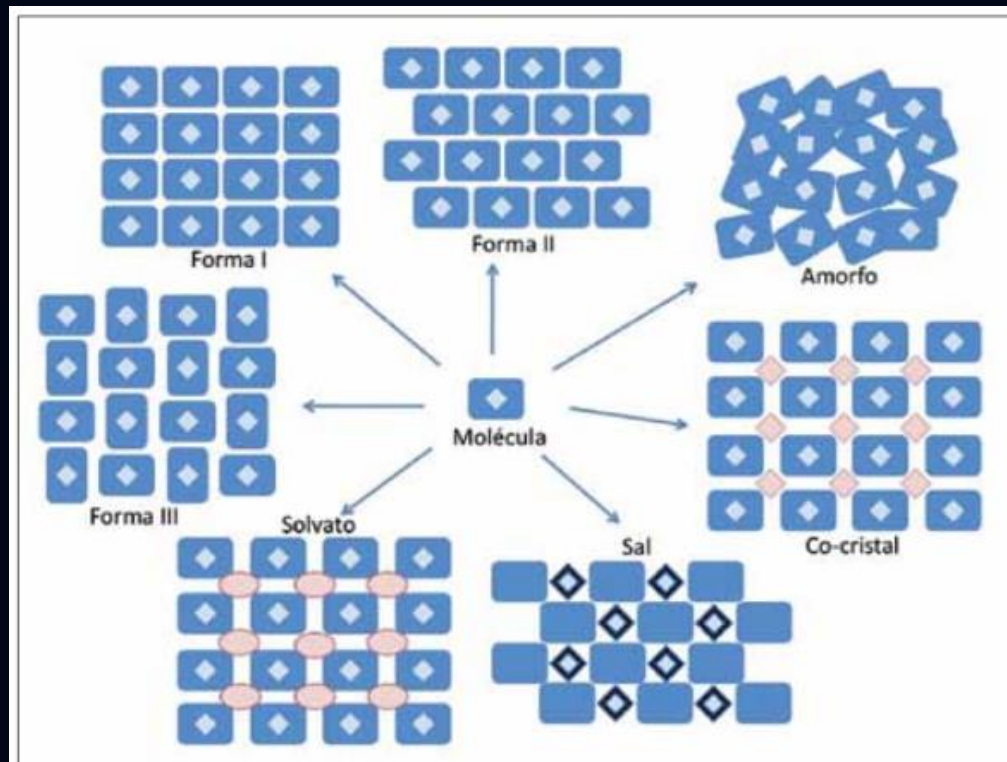 Forma I
Forma II
Amorfo
Molécula
Forma III
Solvato
Sal
Co-cristal